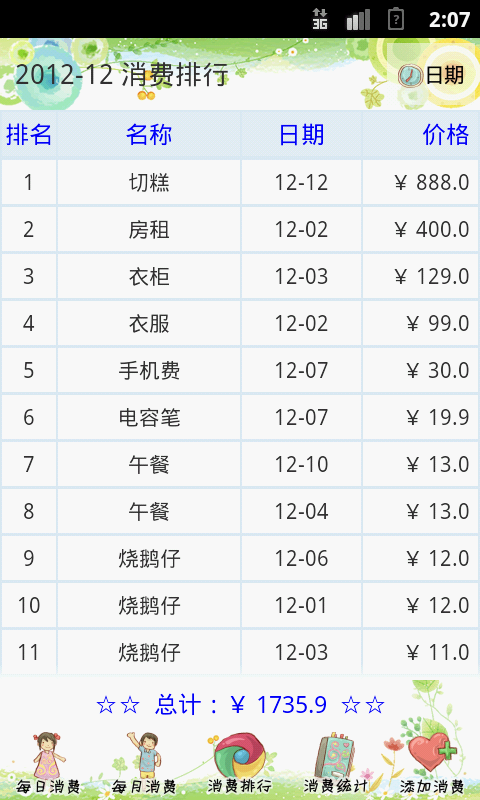 3G 2:07
2012-12 消费排行 日期
排名 名称 日期 价格
1 切糕 12-12 ￥ 888.0
2 房租 12-02 ￥ 400.0
3 衣柜 12-03 ￥ 129.0
4 衣服 12-02 ￥ 99.0
5 手机费 12-07 ￥ 30.0
6 电容笔 12-07 ￥ 19.9
7 午餐 12-10 ￥ 13.0
8 午餐 12-04 ￥ 13.0
9 烧鹅仔 12-06 ￥ 12.0
10 烧鹅仔 12-01 ￥ 12.0
11 烧鹅仔 12-03 ￥ 11.0
☆☆ 总计：￥ 1735.9 ☆☆
每日消费 每月消费 消费排行 消费统计 添加消费